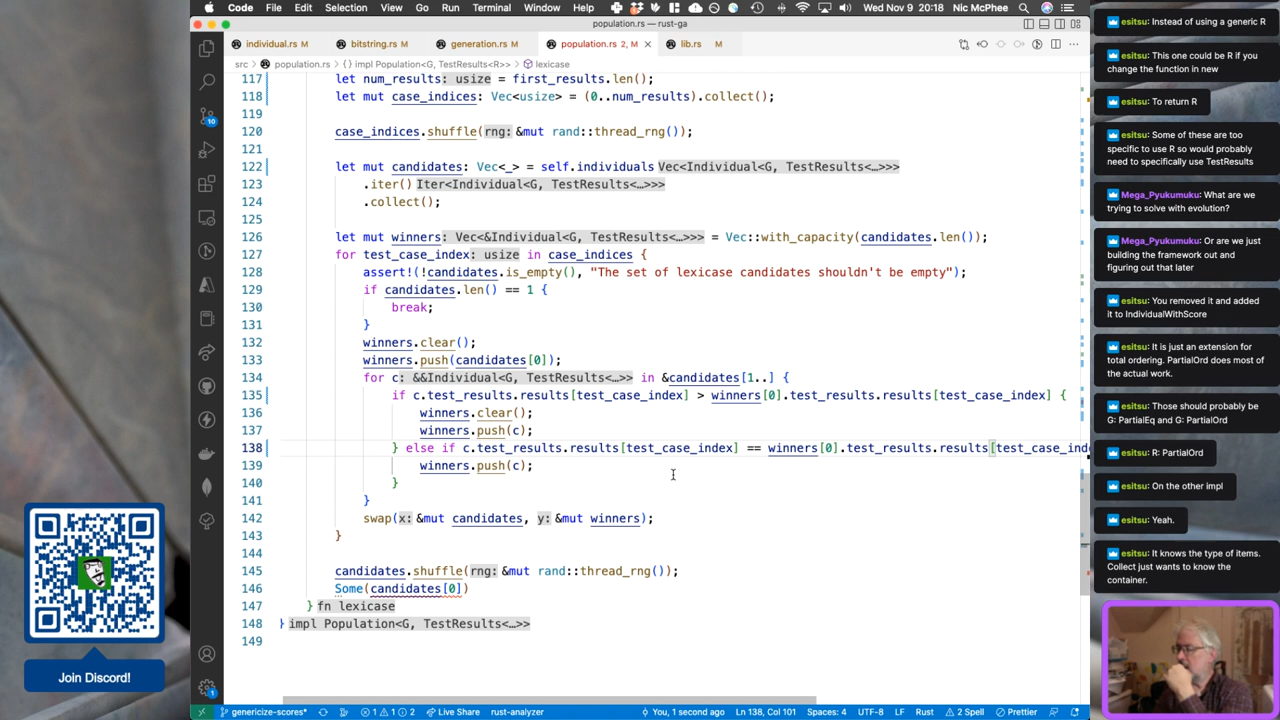 Code File Edit Selection View Go Run Terminal Window Help Wed Nov 9 20:18 Nic McPhee
population.rs — rust-ga
individual.rs M bitstring.rs M generation.rs M population.rs 2, M lib.rs M
src > population.rs > {} impl Population<G, TestResults<R>> > lexicase
117 let num_results: usize = first_results.len();
118 let mut case_indices: Vec<usize> = (0..num_results).collect();
119
120 case_indices.shuffle(rng: &mut rand::thread_rng());
121
122 let mut candidates: Vec<_> = self.individuals Vec<Individual<G, TestResults<…>>>
123 .iter() Iter<Individual<G, TestResults<…>>>
124 .collect();
125
126 let mut winners: Vec<&Individual<G, TestResults<…>>> = Vec::with_capacity(candidates.len());
127 for test_case_index: usize in case_indices {
128 assert!(!candidates.is_empty(), "The set of lexicase candidates shouldn't be empty");
129 if candidates.len() == 1 {
130 break;
131 }
132 winners.clear();
133 winners.push(candidates[0]);
134 for c: &&Individual<G, TestResults<…>> in &candidates[1..] {
135 if c.test_results.results[test_case_index] > winners[0].test_results.results[test_case_index] {
136 winners.clear();
137 winners.push(c);
138 } else if c.test_results.results[test_case_index] == winners[0].test_results.results[test_case_ind
139 winners.push(c);
140 }
141 }
142 swap(x: &mut candidates, y: &mut winners);
143 }
144
145 candidates.shuffle(rng: &mut rand::thread_rng());
146 Some(candidates[0])
147 } fn lexicase
148 } impl Population<G, TestResults<…>>
149
10
1
genericize-scores* 1 1 2 Live Share rust-analyzer You, 1 second ago Ln 138, Col 101 Spaces: 4 UTF-8 LF Rust 2 Spell Prettier
Join Discord!
esitsu: Instead of using a generic R
esitsu: This one could be R if you
change the function in new
esitsu: To return R
esitsu: Some of these are too
specific to use R so would probably
need to specifically use TestResults
Mega_Pyukumuku: What are we
trying to solve with evolution?
Mega_Pyukumuku: Or are we just
building the framework out and
figuring out that later
esitsu: You removed it and added
it to IndividualWithScore
esitsu: It is just an extension for
total ordering. PartialOrd does most of
the actual work.
esitsu: Those should probably be
G: PartialEq and G: PartialOrd
esitsu: R: PartialOrd
esitsu: On the other impl
esitsu: Yeah.
esitsu: It knows the type of items.
Collect just wants to know the
container.